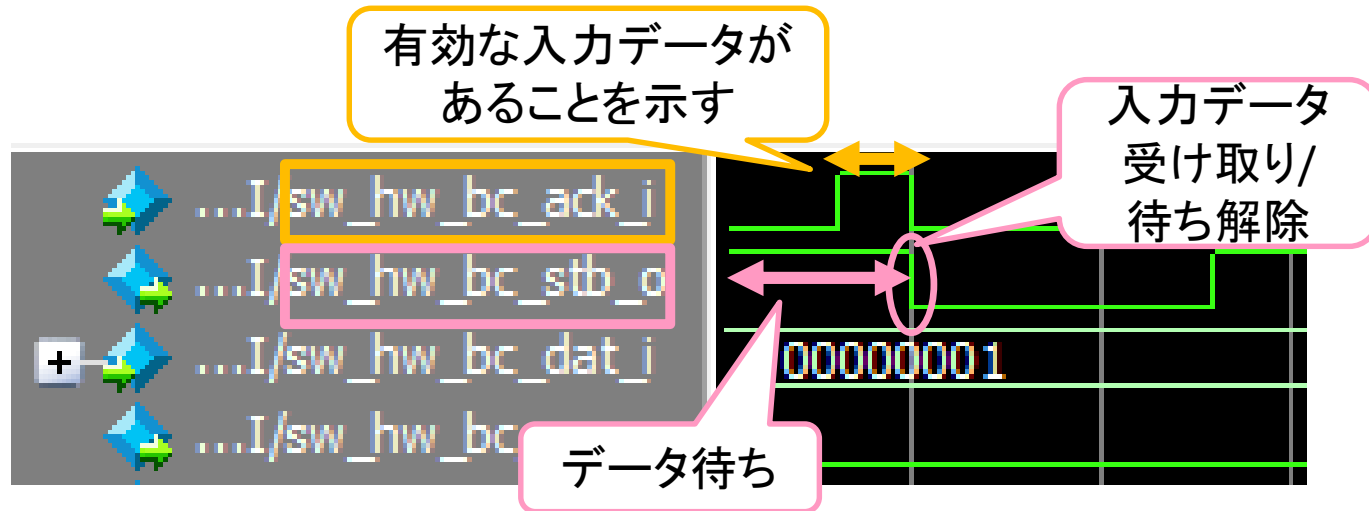 有効な入力データが
あることを示す
入力データ
受け取り/
待ち解除
...I/sw_hw_bc_ack_i
...I/sw_hw_bc_stb_o
+
...I/sw_hw_bc_dat_i
00000001
...I/sw_hw_bc
データ待ち